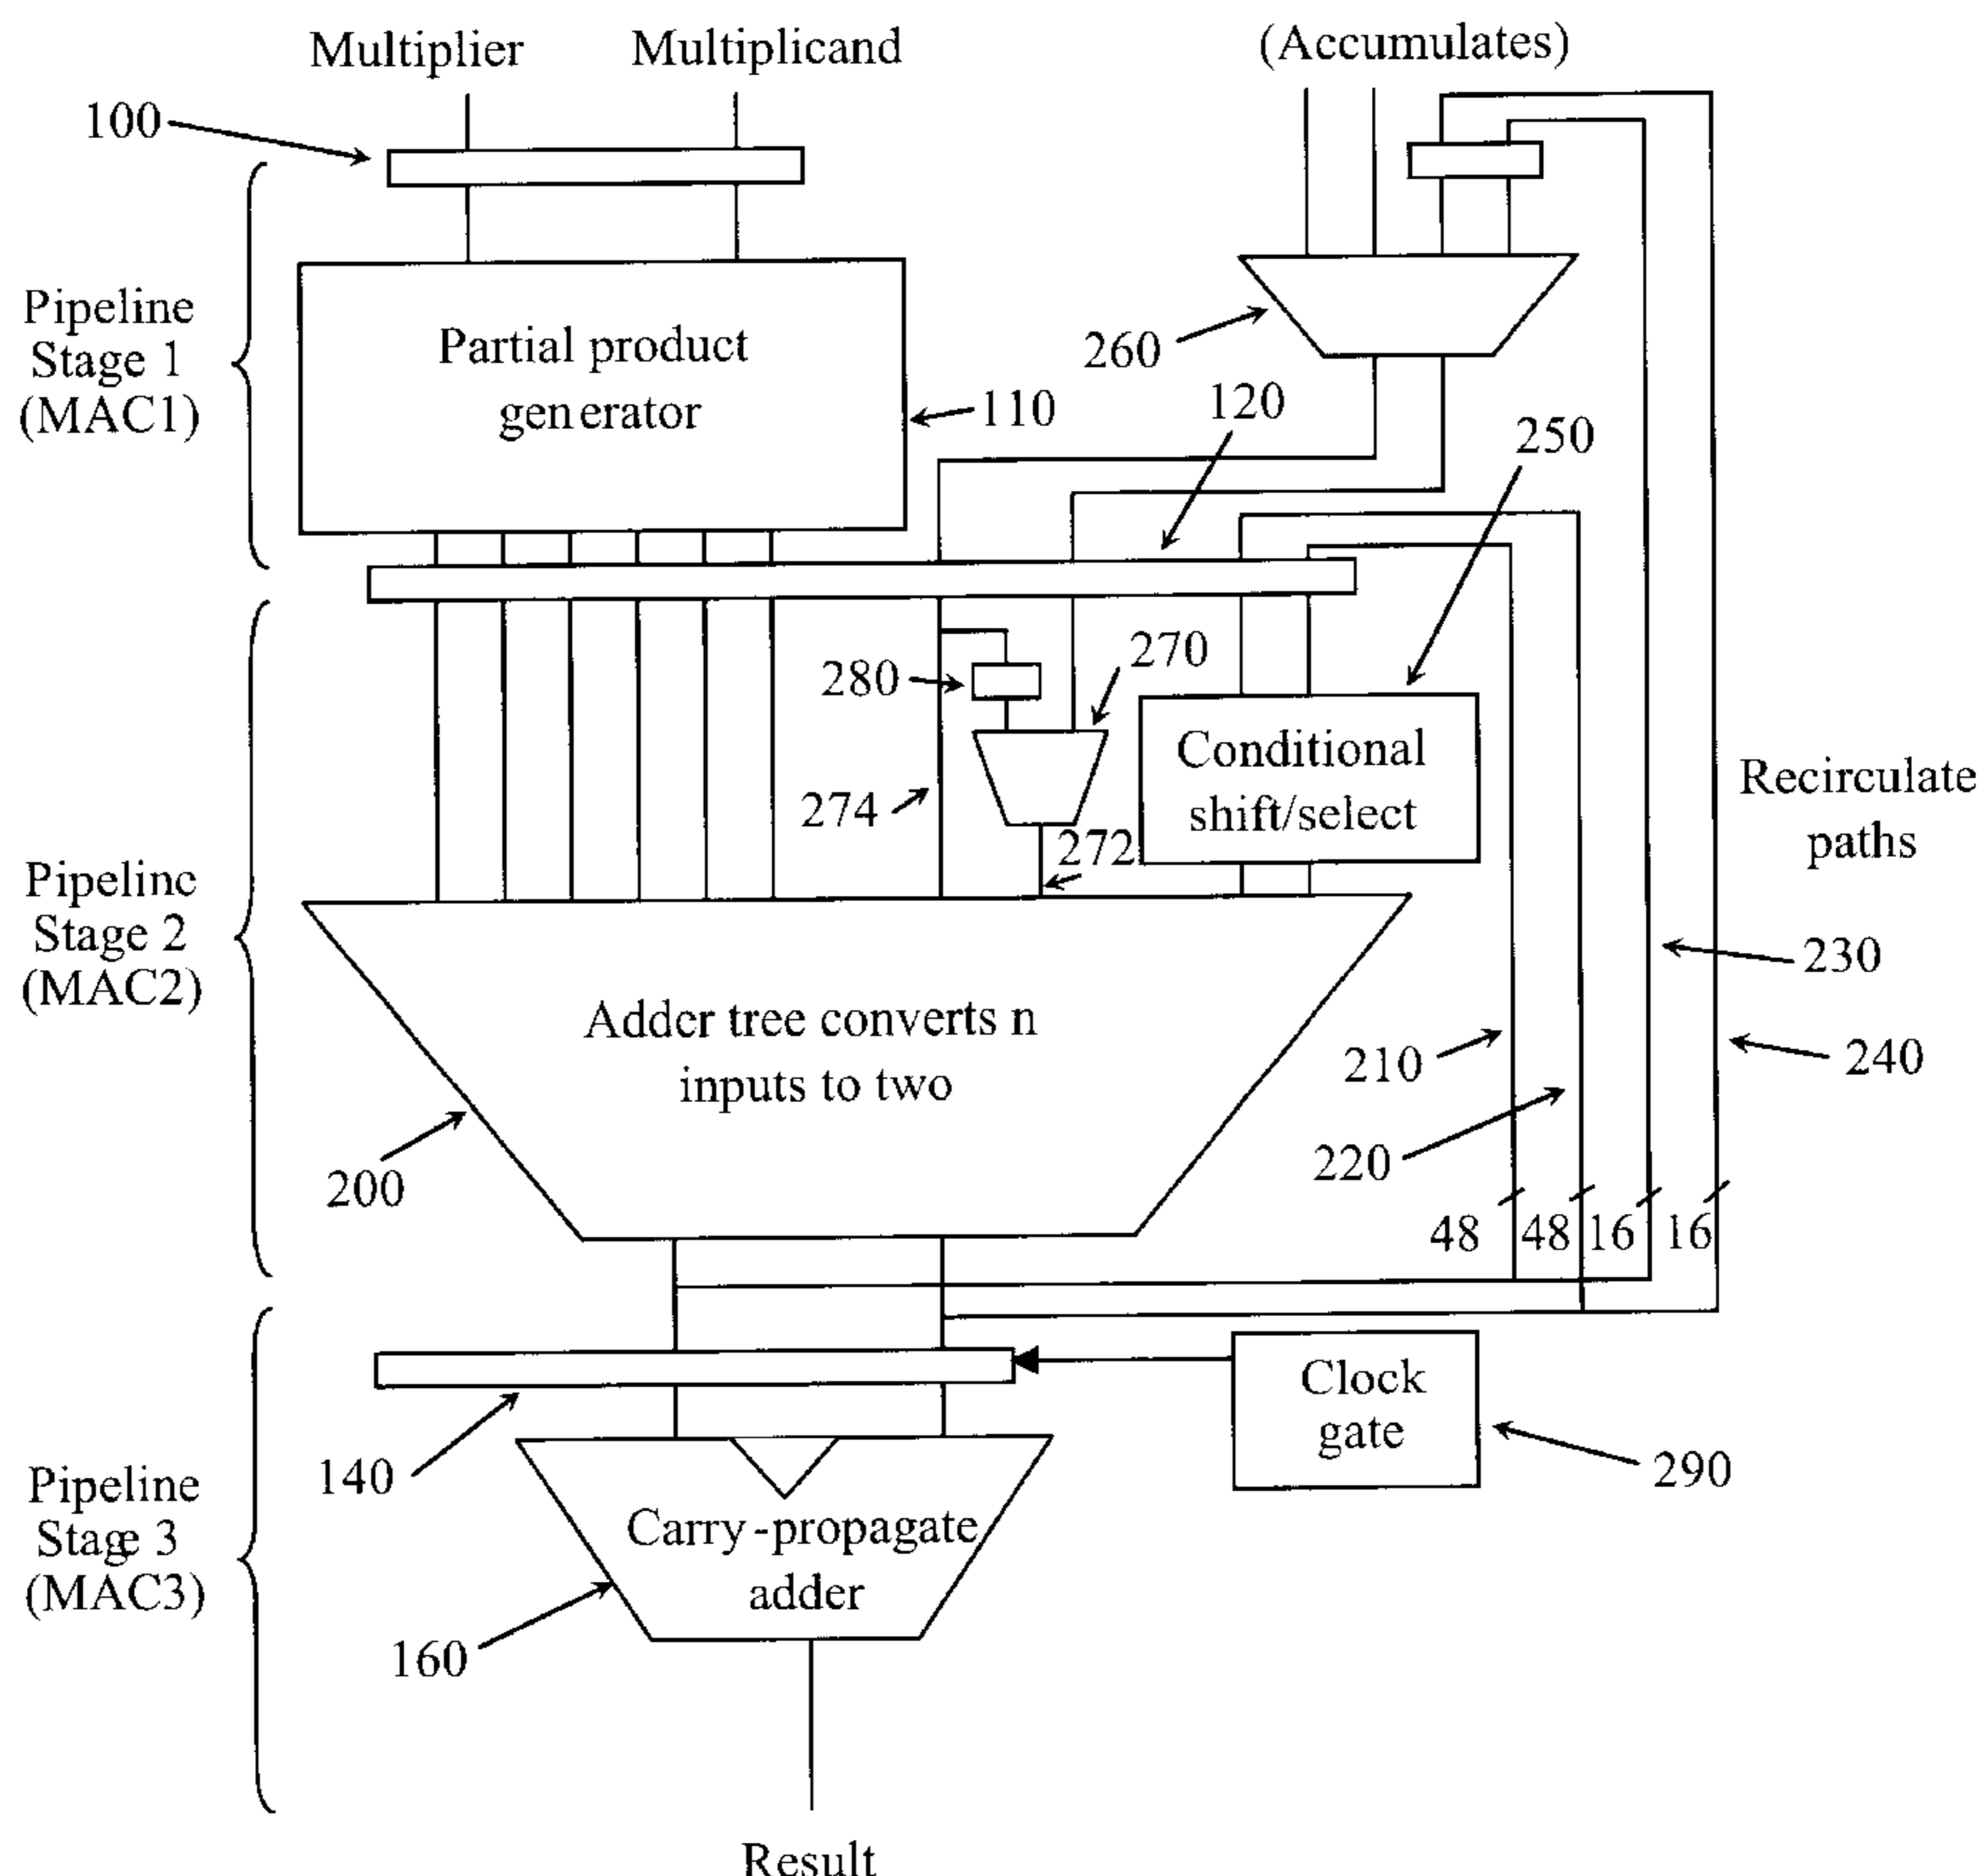 Multiplier
Multiplicand
(Accumulates)
100
Pipeline
Stage 1
(MAC1)
Partial product
generator
110
260
120
250
280
270
274
272
Conditional
shift/select
Recirculate
paths
Pipeline
Stage 2
(MAC2)
Adder tree converts n
inputs to two
200
210
220
230
240
48
48
16
16
Clock
gate
290
140
Pipeline
Stage 3
(MAC3)
Carry-propagate
adder
160
Result